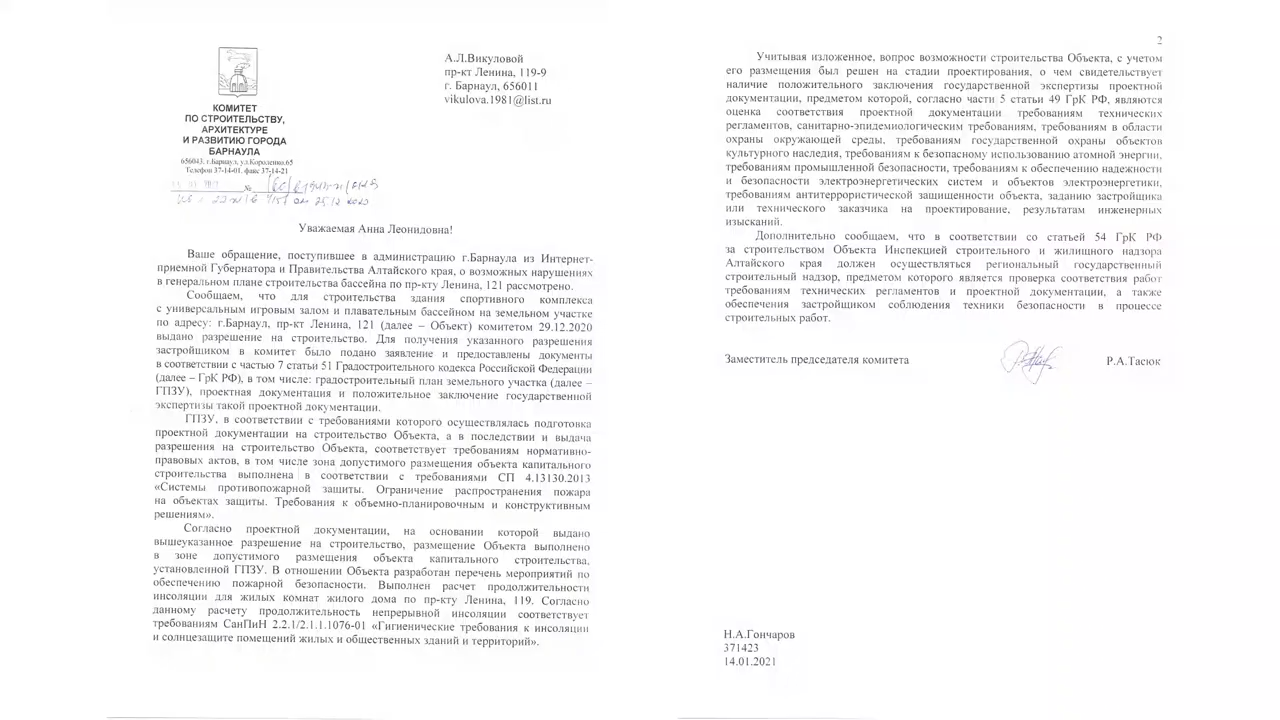 КОМИТЕТ
ПО СТРОИТЕЛЬСТВУ,
АРХИТЕКТУРЕ
И РАЗВИТИЮ ГОРОДА
БАРНАУЛА
656043, г.Барнаул, ул.Короленко,65
Телефон 37-14-01, факс 37-14-21
№
25.12.2020
А.Л.Викуловой
пр-кт Ленина, 119-9
г. Барнаул, 656011
vikulova.1981@list.ru
Уважаемая Анна Леонидовна!
Ваше обращение, поступившее в администрацию г.Барнаула из Интернет-
приемной Губернатора и Правительства Алтайского края, о возможных нарушениях
в генеральном плане строительства бассейна по пр-кту Ленина, 121 рассмотрено.
Сообщаем, что для строительства здания спортивного комплекса
с универсальным игровым залом и плавательным бассейном на земельном участке
по адресу: г.Барнаул, пр-кт Ленина, 121 (далее – Объект) комитетом 29.12.2020
выдано разрешение на строительство. Для получения указанного разрешения
застройщиком в комитет было подано заявление и предоставлены документы
в соответствии с частью 7 статьи 51 Градостроительного кодекса Российской Федерации
(далее – ГрК РФ), в том числе: градостроительный план земельного участка (далее –
ГПЗУ), проектная документация и положительное заключение государственной
экспертизы такой проектной документации.
ГПЗУ, в соответствии с требованиями которого осуществлялась подготовка
проектной документации на строительство Объекта, а в последствии и выдача
разрешения на строительство Объекта, соответствует требованиям нормативно-
правовых актов, в том числе зона допустимого размещения объекта капитального
строительства выполнена в соответствии с требованиями СП 4.13130.2013
«Системы противопожарной защиты. Ограничение распространения пожара
на объектах защиты. Требования к объемно-планировочным и конструктивным
решениям».
Согласно проектной документации, на основании которой выдано
вышеуказанное разрешение на строительство, размещение Объекта выполнено
в зоне допустимого размещения объекта капитального строительства,
установленной ГПЗУ. В отношении Объекта разработан перечень мероприятий по
обеспечению пожарной безопасности. Выполнен расчет продолжительности
инсоляции для жилых комнат жилого дома по пр-кту Ленина, 119. Согласно
данному расчету продолжительность непрерывной инсоляции соответствует
требованиям СанПиН 2.2.1/2.1.1.1076-01 «Гигиенические требования к инсоляции
и солнцезащите помещений жилых и общественных зданий и территорий».
2
Учитывая изложенное, вопрос возможности строительства Объекта, с учетом
его размещения был решен на стадии проектирования, о чем свидетельствует
наличие положительного заключения государственной экспертизы проектной
документации, предметом которой, согласно части 5 статьи 49 ГрК РФ, являются
оценка соответствия проектной документации требованиям технических
регламентов, санитарно-эпидемиологическим требованиям, требованиям в области
охраны окружающей среды, требованиям государственной охраны объектов
культурного наследия, требованиям к безопасному использованию атомной энергии,
требованиям промышленной безопасности, требованиям к обеспечению надежности
и безопасности электроэнергетических систем и объектов электроэнергетики,
требованиям антитеррористической защищенности объекта, заданию застройщика
или технического заказчика на проектирование, результатам инженерных
изысканий.
Дополнительно сообщаем, что в соответствии со статьей 54 ГрК РФ
за строительством Объекта Инспекцией строительного и жилищного надзора
Алтайского края должен осуществляться региональный государственный
строительный надзор, предметом которого является проверка соответствия работ
требованиям технических регламентов и проектной документации, а также
обеспечения застройщиком соблюдения техники безопасности в процессе
строительных работ.
Заместитель председателя комитета
Р.А.Тасюк
Н.А.Гончаров
371423
14.01.2021